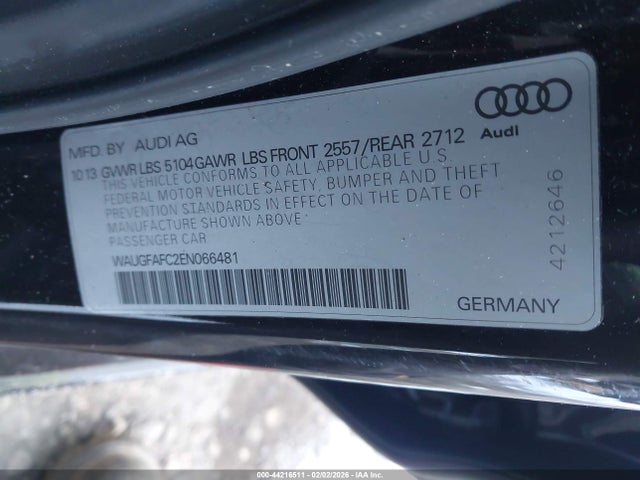 MFD. BY AUDI AG
Audi
10 13 GVWR LBS 5104 GAWR LBS FRONT 2557/REAR 2712
THIS VEHICLE CONFORMS TO ALL APPLICABLE U.S.
FEDERAL MOTOR VEHICLE SAFETY, BUMPER AND THEFT
PREVENTION STANDARDS IN EFFECT ON THE DATE OF
MANUFACTURE SHOWN ABOVE
PASSENGER CAR
WAUGFAFC2EN066481
4212646
GERMANY
000-44216511 - 02/02/2026 - IAA Inc.